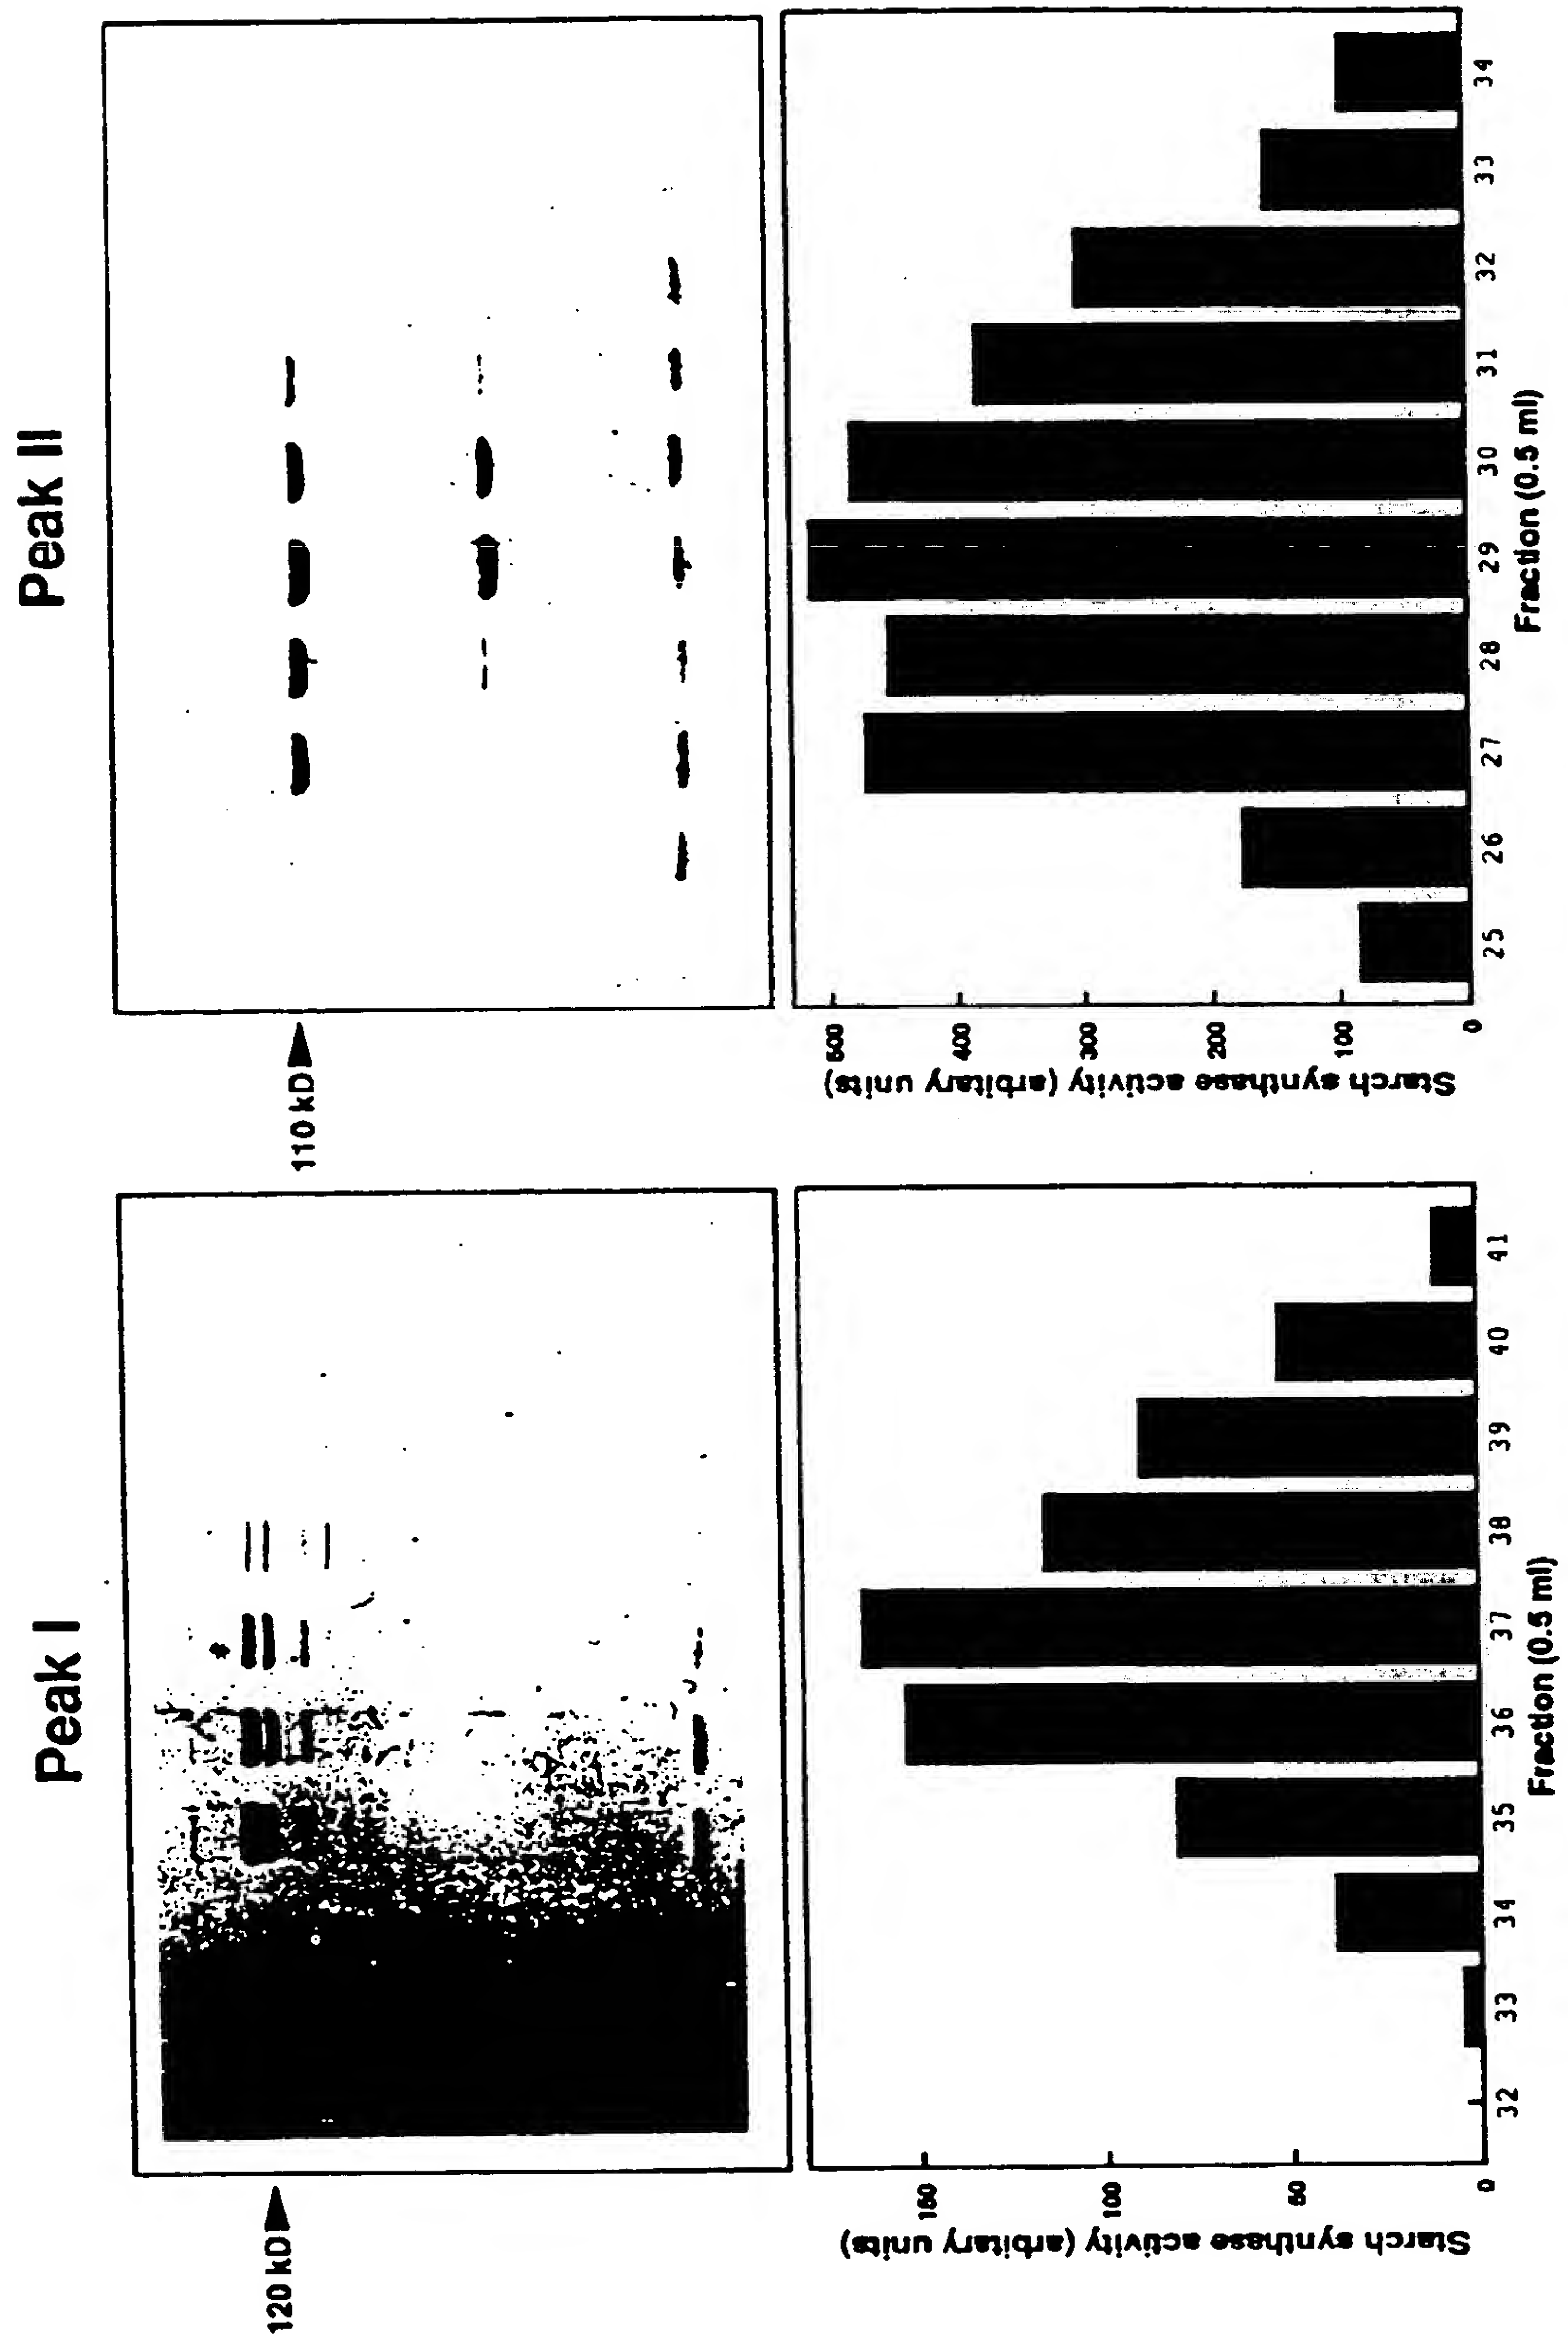 Peak I
120 kD
*
Starch synthase activity (arbitrary units)
150
100
50
0
32 33 34 35 36 37 38 39 40 41
Fraction (0.5 ml)
Peak II
110 kD
Starch synthase activity (arbitrary units)
500
400
300
200
100
0
25 26 27 28 29 30 31 32 33 34
Fraction (0.5 ml)